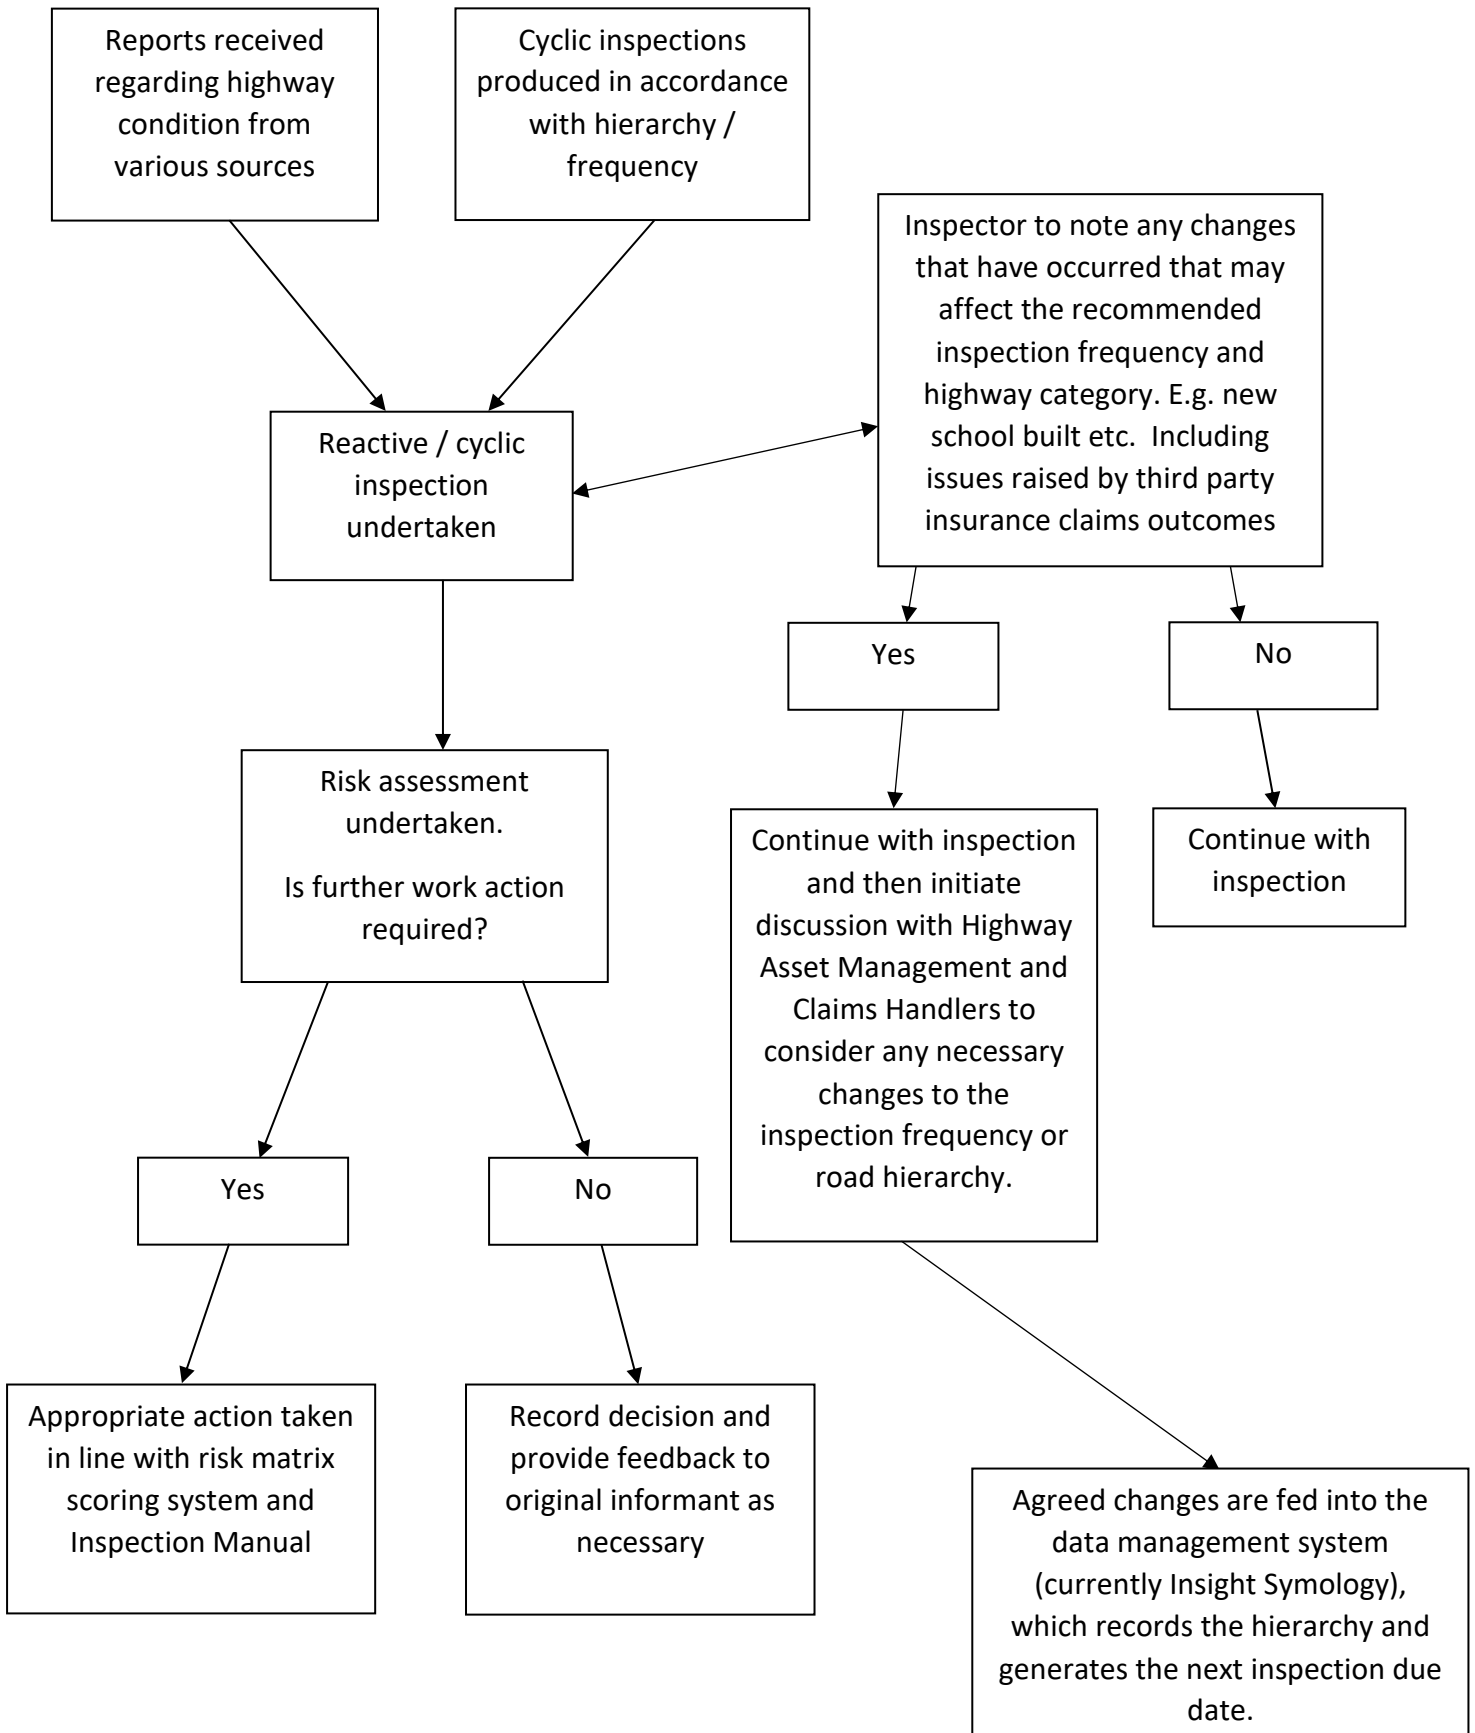 Reports received
regarding highway
condition from
various sources
Cyclic inspections
produced in accordance
with hierarchy /
frequency
Inspector to note any changes
that have occurred that may
affect the recommended
inspection frequency and
highway category. E.g. new
school built etc.  Including
issues raised by third party
insurance claims outcomes
Reactive / cyclic
inspection
undertaken
Yes
No
Risk assessment
undertaken.
Is further work action
required?
Continue with inspection
and then initiate
discussion with Highway
Asset Management and
Claims Handlers to
consider any necessary
changes to the
inspection frequency or
road hierarchy.
Continue with
inspection
Yes
No
Appropriate action taken
in line with risk matrix
scoring system and
Inspection Manual
Record decision and
provide feedback to
original informant as
necessary
Agreed changes are fed into the
data management system
(currently Insight Symology),
which records the hierarchy and
generates the next inspection due
date.